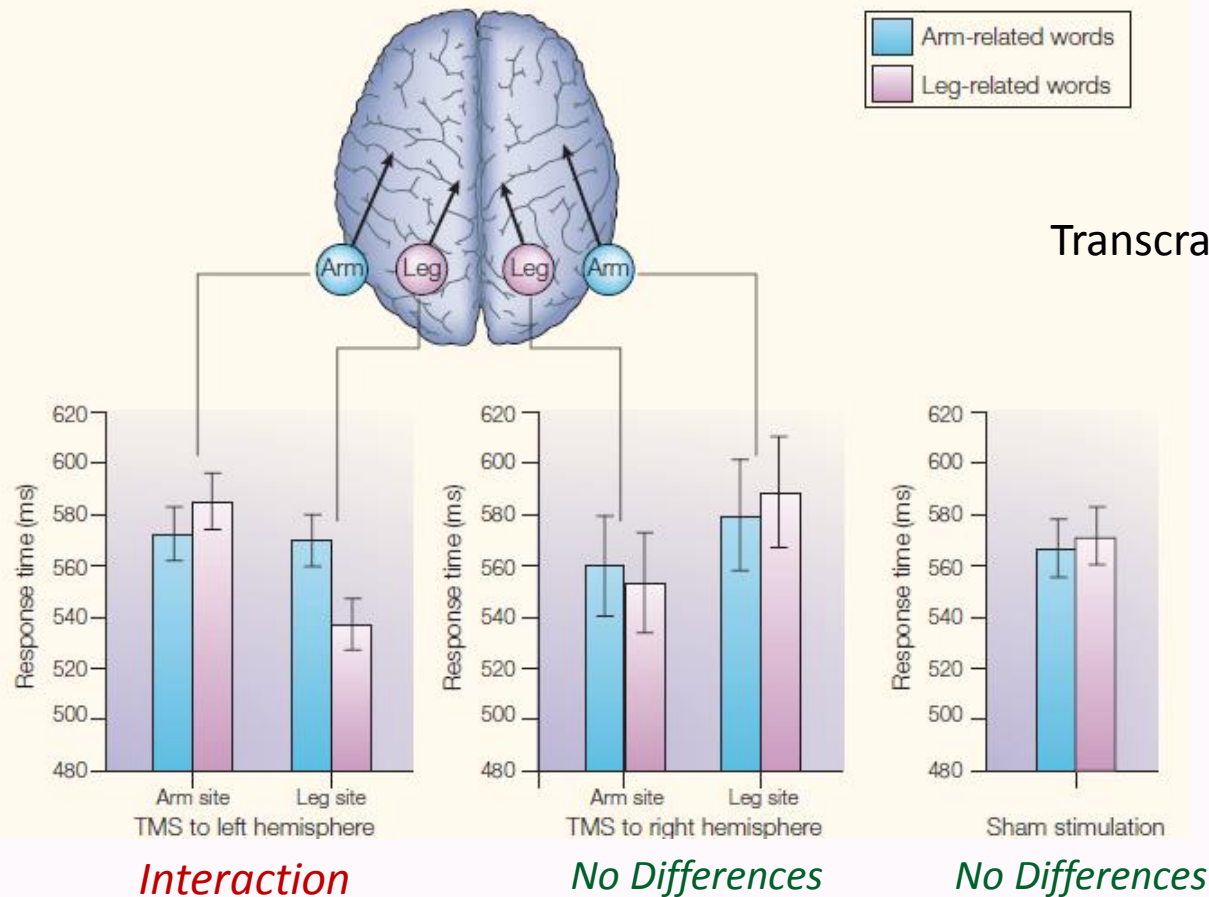 Arm-related words
Leg-related words
Transcra
Arm Leg Leg Arm
620
600
580
560
540
520
500
480
Response time (ms)
Arm site Leg site
TMS to left hemisphere
620
600
580
560
540
520
500
480
Response time (ms)
Arm site Leg site
TMS to right hemisphere
620
600
580
560
540
520
500
480
Response time (ms)
Sham stimulation
Interaction
No Differences
No Differences